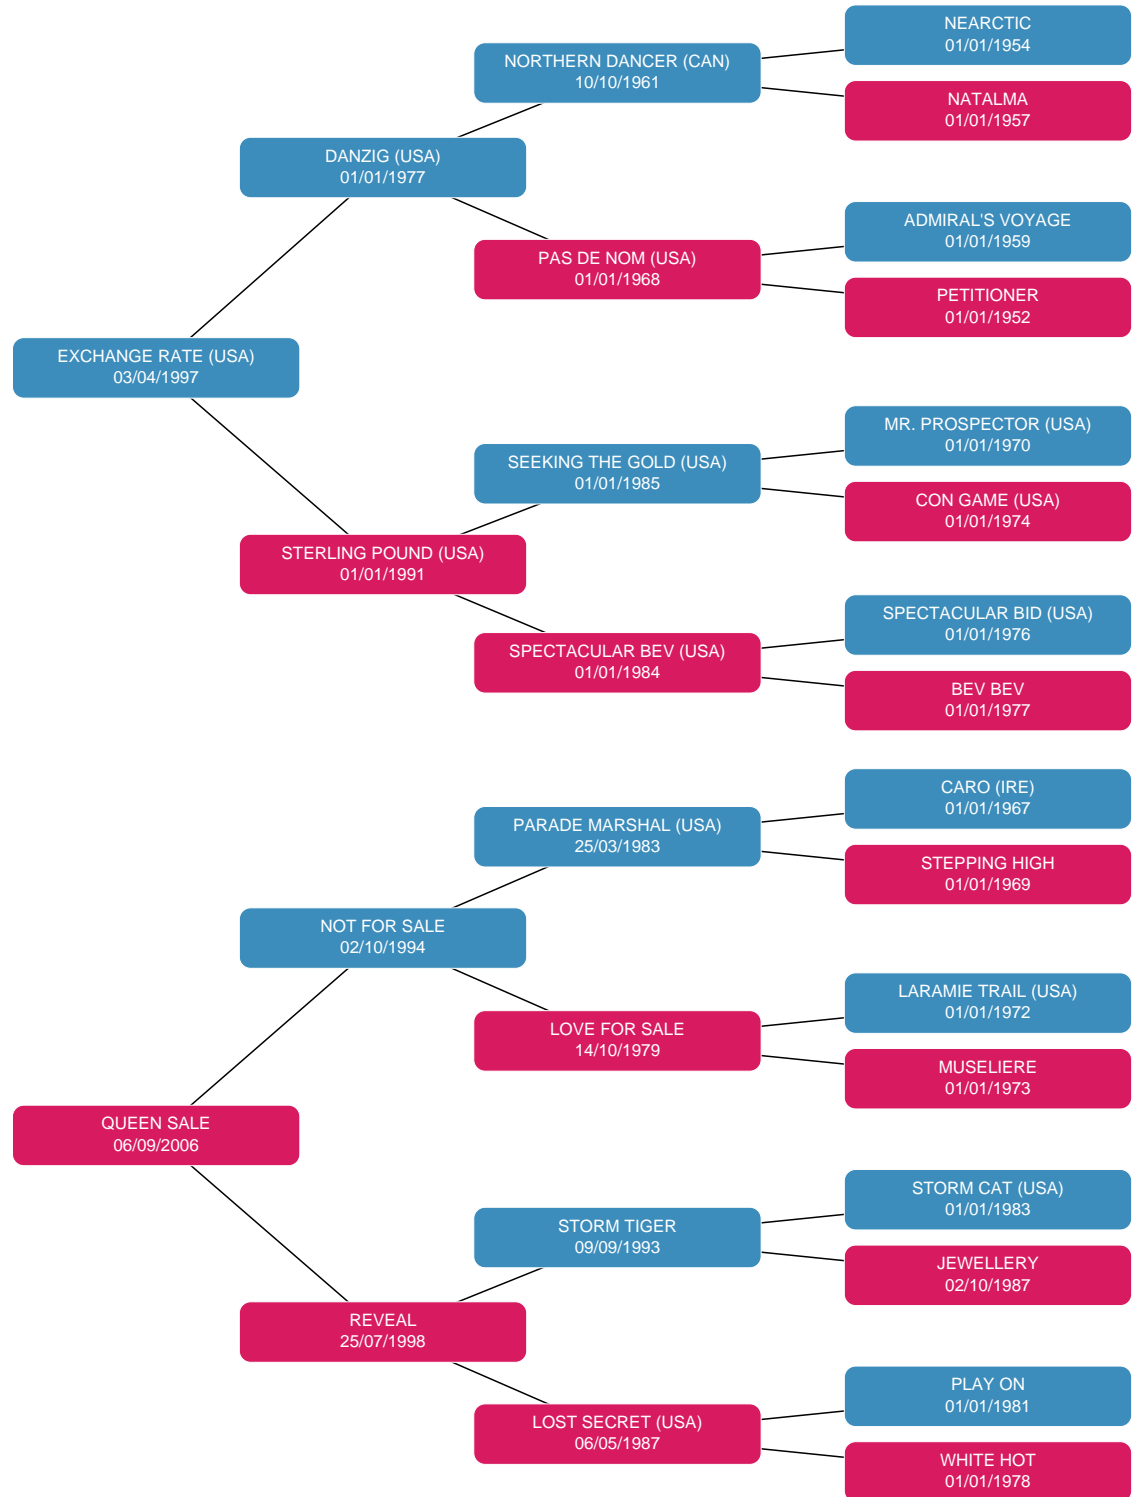 NEARCTIC
01/01/1954
NORTHERN DANCER (CAN)
10/10/1961
NATALMA
01/01/1957
DANZIG (USA)
01/01/1977
ADMIRAL'S VOYAGE
01/01/1959
PAS DE NOM (USA)
01/01/1968
PETITIONER
01/01/1952
EXCHANGE RATE (USA)
03/04/1997
MR. PROSPECTOR (USA)
01/01/1970
SEEKING THE GOLD (USA)
01/01/1985
CON GAME (USA)
01/01/1974
STERLING POUND (USA)
01/01/1991
SPECTACULAR BID (USA)
01/01/1976
SPECTACULAR BEV (USA)
01/01/1984
BEV BEV
01/01/1977
CARO (IRE)
01/01/1967
PARADE MARSHAL (USA)
25/03/1983
STEPPING HIGH
01/01/1969
NOT FOR SALE
02/10/1994
LARAMIE TRAIL (USA)
01/01/1972
LOVE FOR SALE
14/10/1979
MUSELIERE
01/01/1973
QUEEN SALE
06/09/2006
STORM CAT (USA)
01/01/1983
STORM TIGER
09/09/1993
JEWELLERY
02/10/1987
REVEAL
25/07/1998
PLAY ON
01/01/1981
LOST SECRET (USA)
06/05/1987
WHITE HOT
01/01/1978